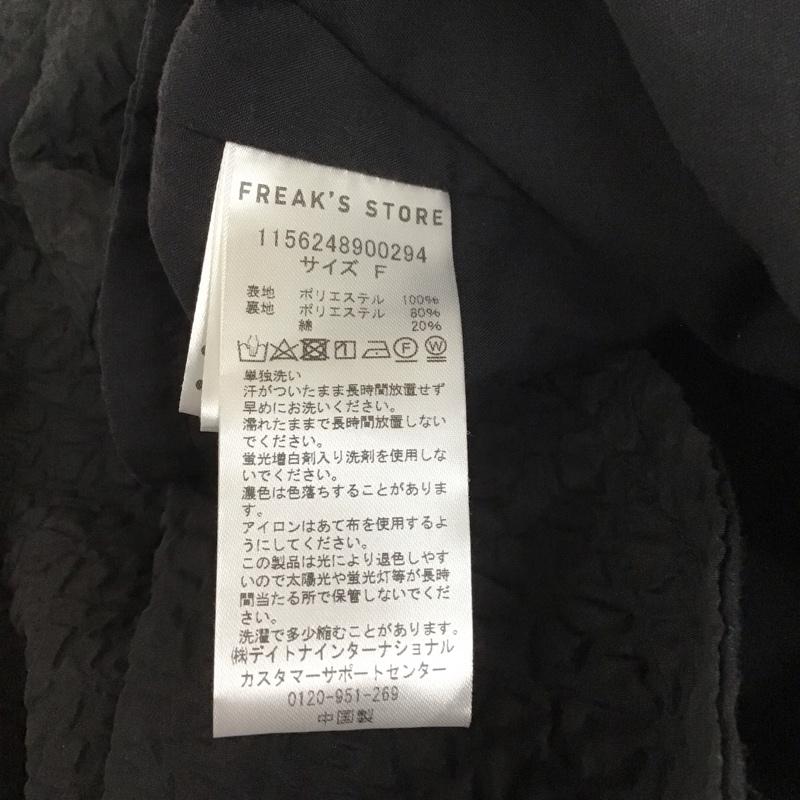 FREAK'S STORE
1156248900294
サイズ F
表地 ポリエステル 100%
裏地 ポリエステル 80%
綿 20%
単独洗い
汗がついたまま長時間放置せず
早めにお洗いください。
濡れたままで長時間放置しない
でください。
蛍光増白剤入り洗剤を使用しな
いでください。
濃色は色落ちすることがありま
す。
アイロンはあて布を使用するよ
うにしてください。
この製品は光により退色しやす
いので太陽光や蛍光灯等が長時
間当たる所で保管しないでくだ
さい。
洗濯で多少縮むことがあります。
㈱デイトナインターナショナル
カスタマーサポートセンター
0120-951-269
中国製